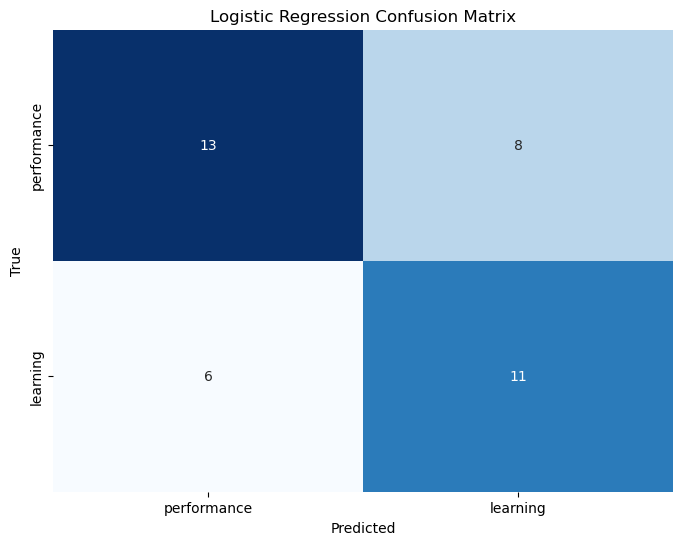 Logistic Regression Confusion Matrix
True
performance
13
8
learning
6
11
performance
learning
Predicted